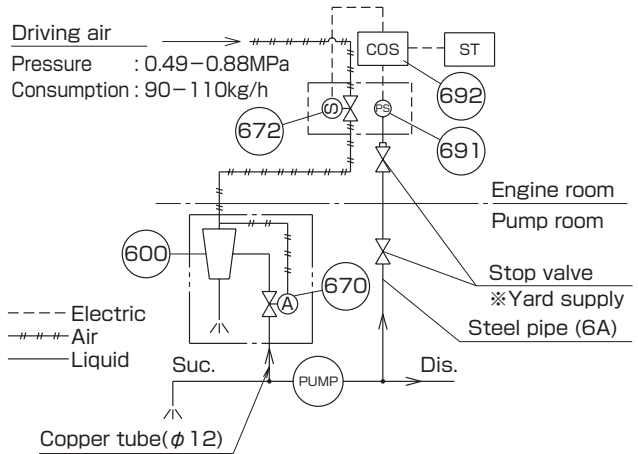 Driving air
Pressure : 0.49−0.88MPa
Consumption : 90−110kg/h
COS
ST
692
S
672
PS
691
Engine room
Pump room
600
A
670
Stop valve
※Yard supply
Steel pipe (6A)
Electric
Air
Liquid
Suc.
PUMP
Dis.
Copper tube(φ12)